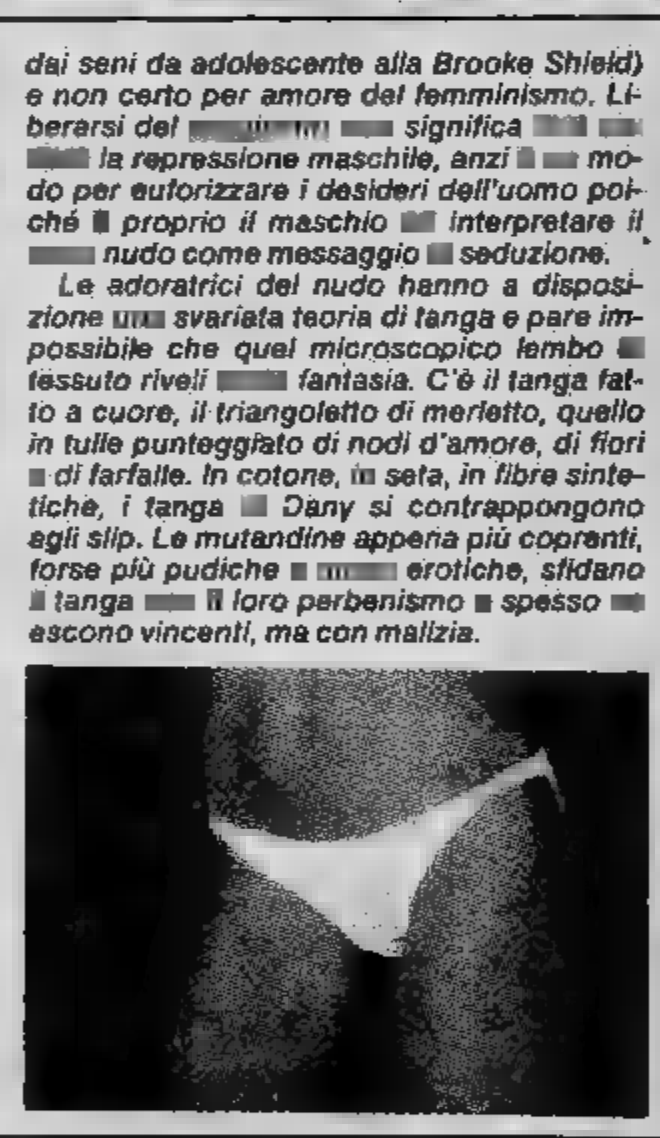 dai seni da adolescente alla Brooke Shield)
e non certo per amore del femminismo. Li-
berarsi del significa
la repressione maschile, anzi mo-
do per autorizzare i desideri dell'uomo poi-
ché proprio il maschio interpretare il
nudo come messaggio seduzione.
Le adoratrici del nudo hanno a disposi-
zione svariata teoria di tanga e pare im-
possibile che quel microscopico lembo
tessuto riveli fantasia. C'è il tanga fat-
to a cuore, il triangoletto di merletto, quello
in tulle punteggiato di nodi d'amore, di fiori
di farfalle. In cotone, in seta, in fibre sinte-
tiche, i tanga Dany si contrappongono
agli slip. Le mutandine appena più coprenti,
forse più pudiche erotiche, sfidano
tanga il loro perbenismo spesso
escono vincenti, ma con malizia.